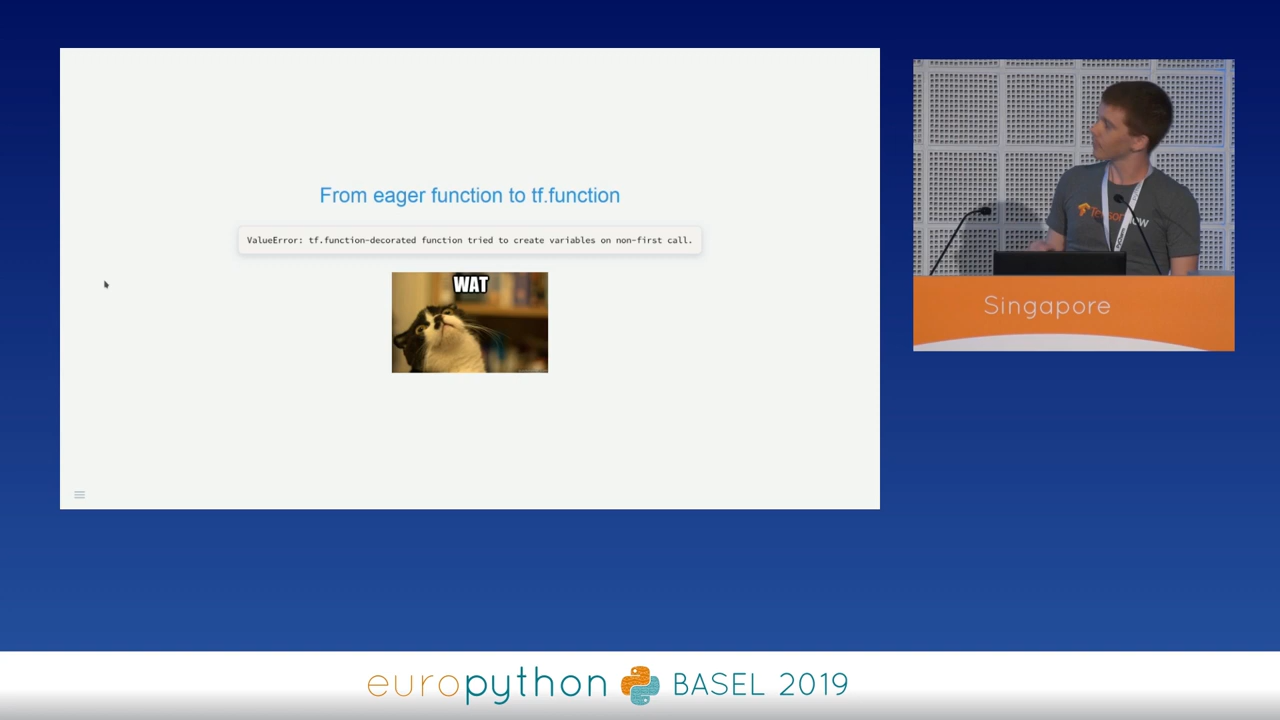 From eager function to tf.function
ValueError: tf.function-decorated function tried to create variables on non-first call.
WAT
TensorFlow
Singapore
europython BASEL 2019